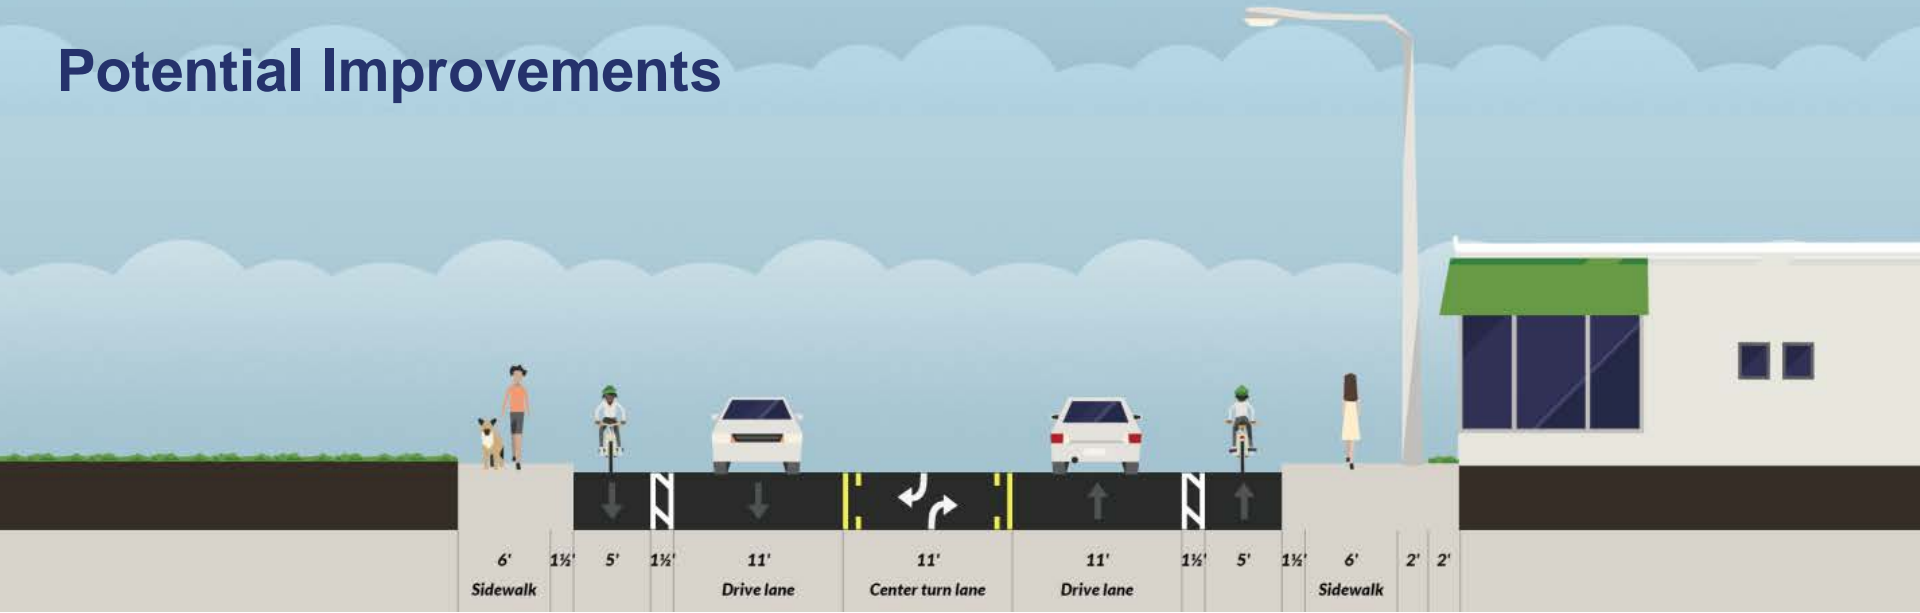 Potential Improvements
6' 1½' 5' 1½' 11' 11' 11' 1½' 5' 1½' 6' 2' 2'
Sidewalk Drive lane Center turn lane Drive lane Sidewalk